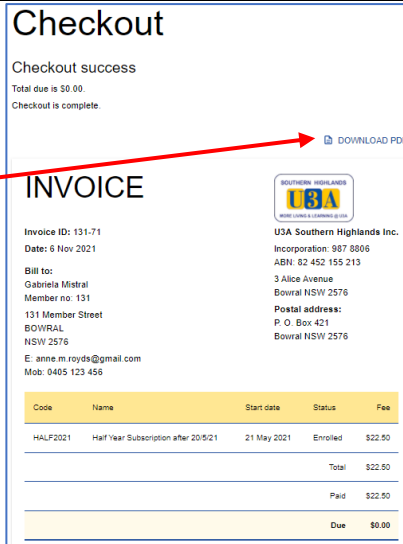 Checkout
Checkout success
Total due is $0.00.
Checkout is complete.
DOWNLOAD PDF
INVOICE
SOUTHERN HIGHLANDS
U3A
MORE LIVING & LEARNING @ U3A
Invoice ID: 131-71
Date: 6 Nov 2021
Bill to:
Gabriela Mistral
Member no: 131
131 Member Street
BOWRAL
NSW 2576
E: anne.m.royds@gmail.com
Mob: 0405 123 456
U3A Southern Highlands Inc.
Incorporation: 987 8806
ABN: 82 452 155 213
3 Alice Avenue
Bowral NSW 2576
Postal address:
P. O. Box 421
Bowral NSW 2576
Code Name Start date Status Fee
HALF2021 Half Year Subscription after 20/5/21 21 May 2021 Enrolled $22.50
Total $22.50
Paid $22.50
Due $0.00